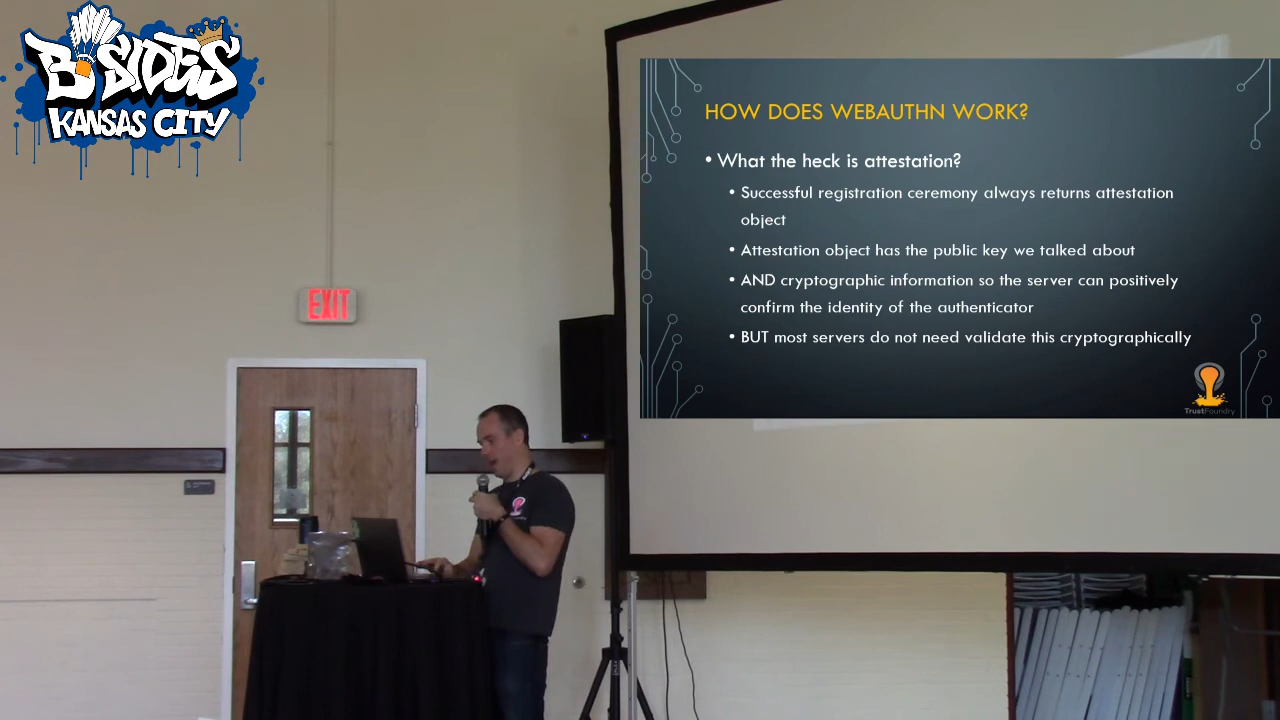 B-SIDES
KANSAS CITY
EXIT
HOW DOES WEBAUTHN WORK?
• What the heck is attestation?
• Successful registration ceremony always returns attestation
object
• Attestation object has the public key we talked about
• AND cryptographic information so the server can positively
confirm the identity of the authenticator
• BUT most servers do not need validate this cryptographically
TrustFoundry